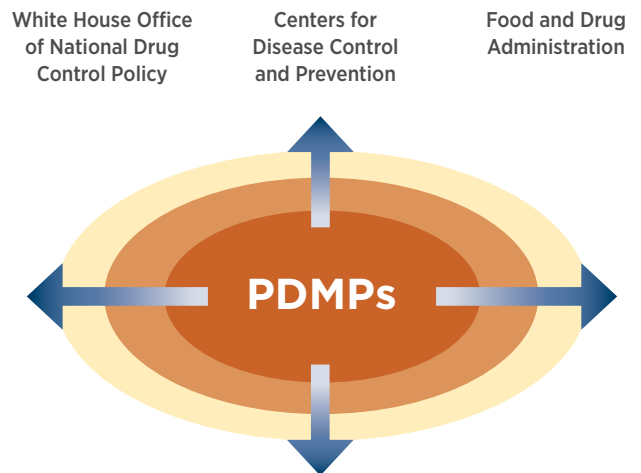 White House Office
of National Drug
Control Policy
Centers for
Disease Control
and Prevention
Food and Drug
Administration
PDMPs